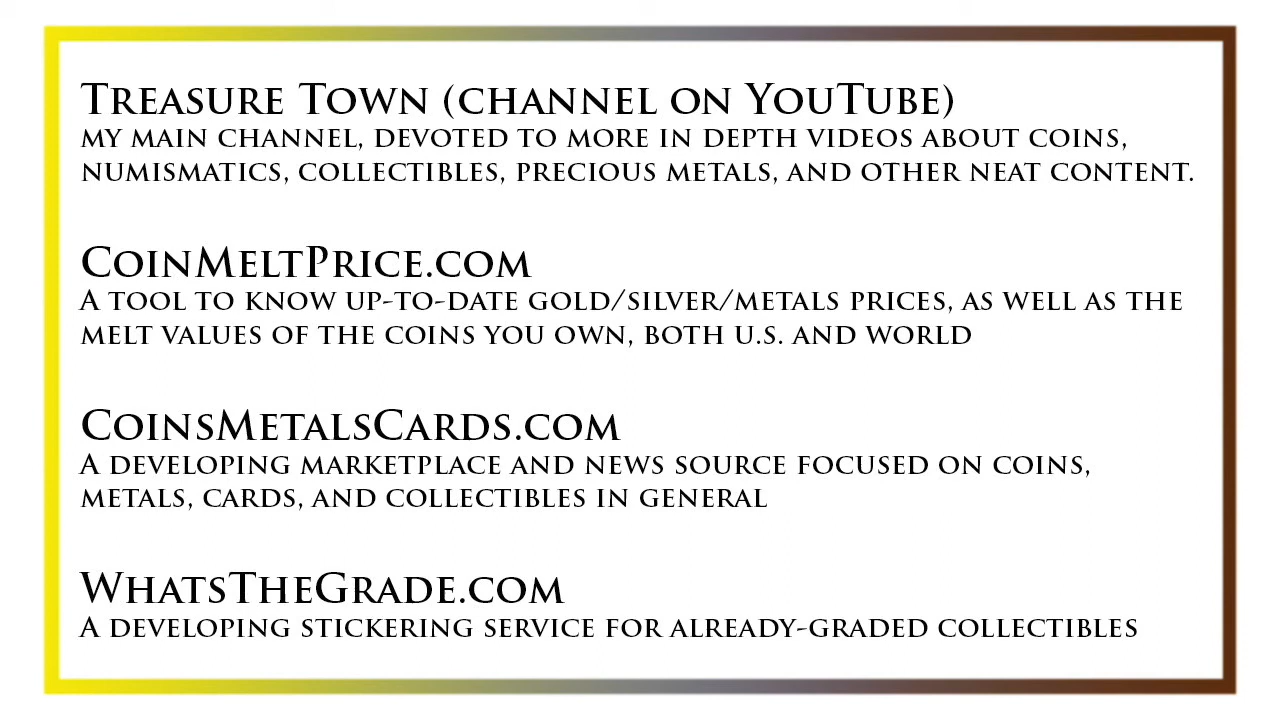 Treasure Town (channel on YouTube)
my main channel, devoted to more in depth videos about coins,
numismatics, collectibles, precious metals, and other neat content.
CoinMeltPrice.com
A tool to know up-to-date gold/silver/metals prices, as well as the
melt values of the coins you own, both u.s. and world
CoinsMetalsCards.com
A developing marketplace and news source focused on coins,
metals, cards, and collectibles in general
WhatsTheGrade.com
A developing stickering service for already-graded collectibles